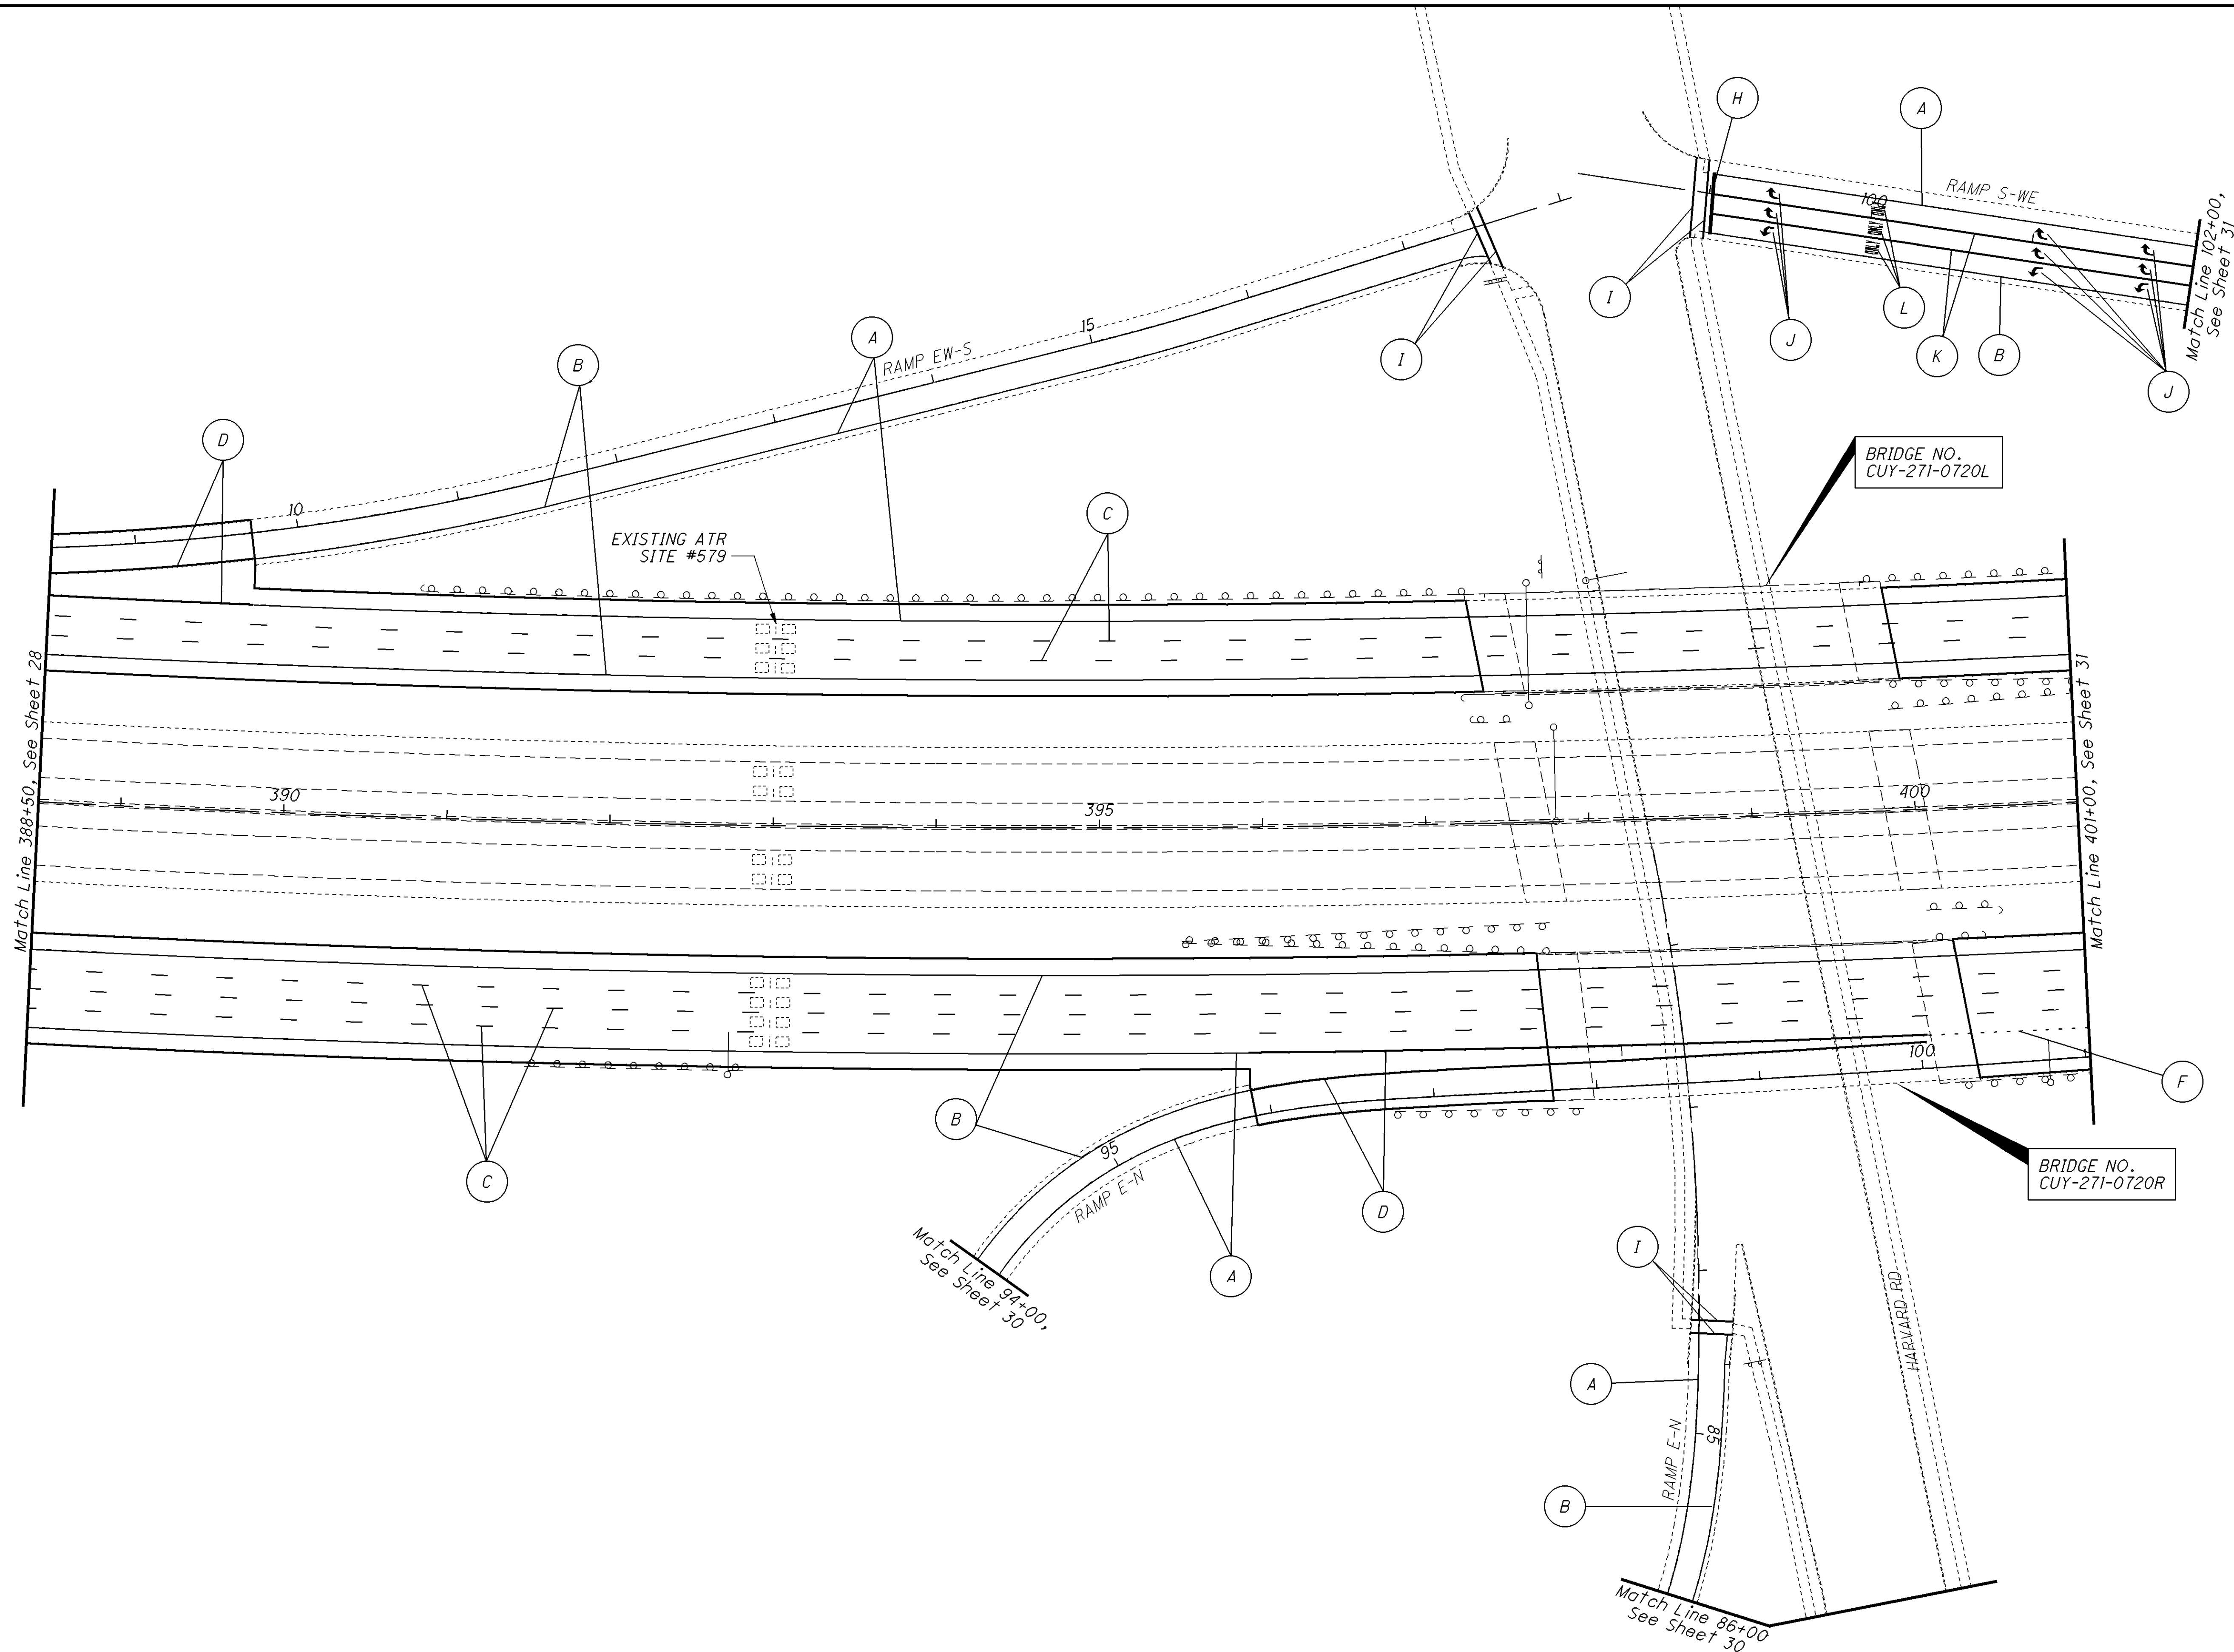 H
A
RAMP S-WE
100
ONLY ONLY ONLY
Match Line 102+00,
See Sheet 31
I
J
L
K
B
J
I
A
15
RAMP EW-S
B
D
10
C
BRIDGE NO.
CUY-271-0720L
EXISTING ATR
SITE #579
Match Line 388+50, See Sheet 28
390
395
400
Match Line 401+00, See Sheet 31
100
F
B
C
95
RAMP E-N
D
A
Match Line 94+00,
See Sheet 30
BRIDGE NO.
CUY-271-0720R
I
HARVARD RD
A
85
RAMP E-N
B
Match Line 86+00
See Sheet 30